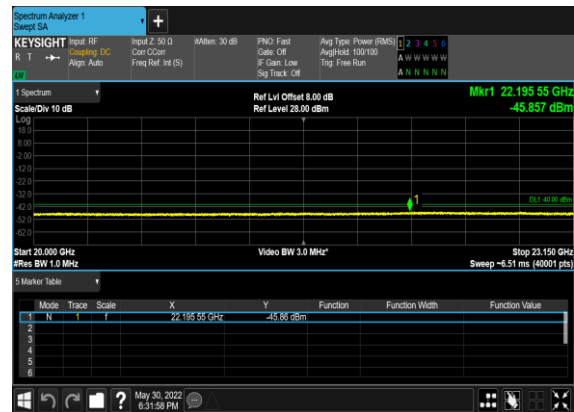 Spectrum Analyzer 1
Swept SA
+
KEYSIGHT Input: RF Input Z: 50 Ω #Atten: 30 dB PNO: Fast Avg Type: Power (RMS) 1 2 3 4 5 6
R T Coupling: DC Corr CCorr Gate: Off Avg|Hold: 100/100 A W W W W W
Align: Auto Freq Ref: Int (S) IF Gain: Low Trig: Free Run
LXI Sig Track: Off A N N N N N
1 Spectrum Ref Lvl Offset 8.00 dB Mkr1 22.195 55 GHz
Scale/Div 10 dB Ref Level 28.00 dBm -45.857 dBm
Log
18.0
8.00
-2.00
-12.0
-22.0
-32.0
1
DL1 -40.00 dBm
-42.0
-52.0
-62.0
Start 20.000 GHz Video BW 3.0 MHz* Stop 23.150 GHz
#Res BW 1.0 MHz Sweep ~6.51 ms (40001 pts)
5 Marker Table
Mode Trace Scale X Y Function Function Width Function Value
1 N 1 f 22.195 55 GHz -45.86 dBm
2
3
4
5
6
? May 30, 2022
6:31:58 PM